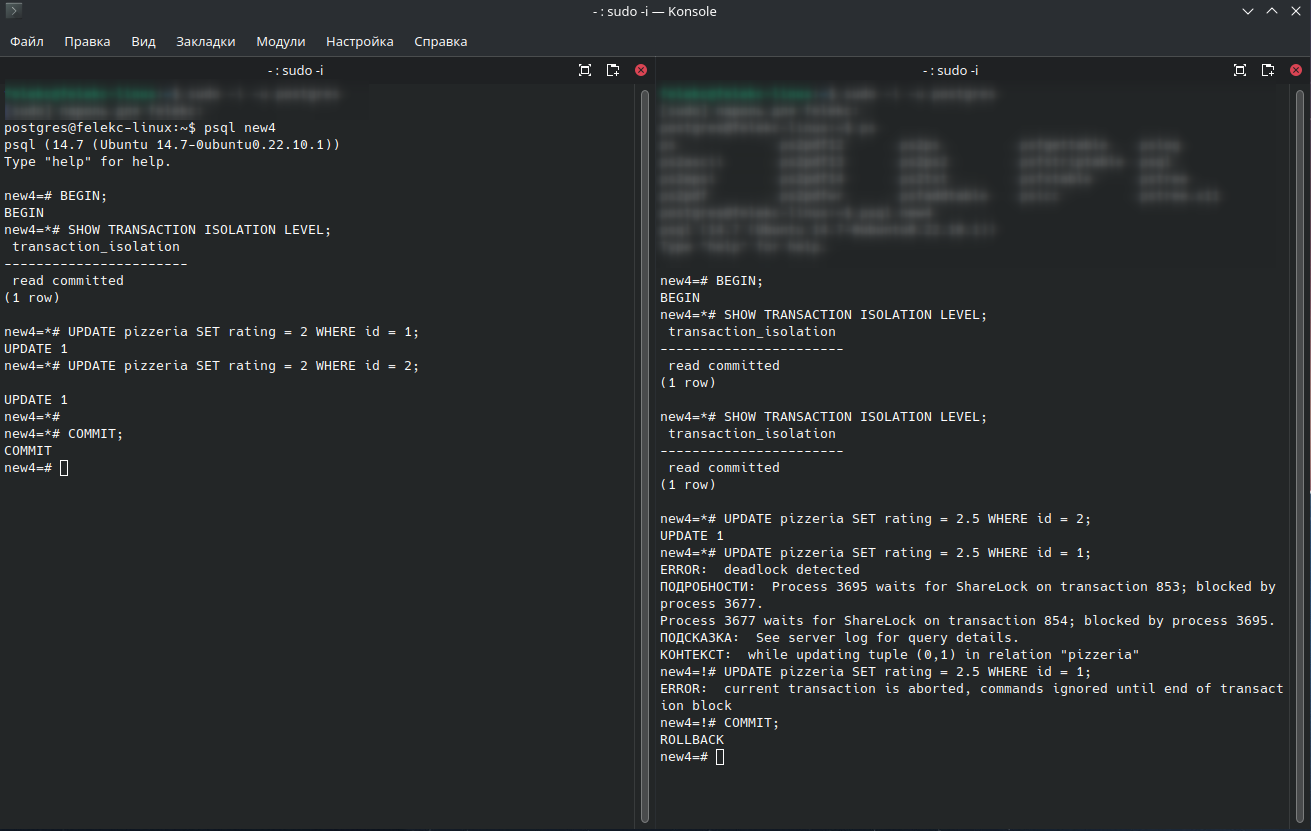 - : sudo -i — Konsole
Файл Правка Вид Закладки Модули Настройка Справка
- : sudo -i
postgres@felekc-linux:~$ psql new4
psql (14.7 (Ubuntu 14.7-0ubuntu0.22.10.1))
Type "help" for help.
new4=# BEGIN;
BEGIN
new4=*# SHOW TRANSACTION ISOLATION LEVEL;
transaction_isolation
-----------------------
read committed
(1 row)
new4=*# UPDATE pizzeria SET rating = 2 WHERE id = 1;
UPDATE 1
new4=*# UPDATE pizzeria SET rating = 2 WHERE id = 2;
UPDATE 1
new4=*#
new4=*# COMMIT;
COMMIT
new4=#
- : sudo -i
new4=# BEGIN;
BEGIN
new4=*# SHOW TRANSACTION ISOLATION LEVEL;
transaction_isolation
-----------------------
read committed
(1 row)
new4=*# SHOW TRANSACTION ISOLATION LEVEL;
transaction_isolation
-----------------------
read committed
(1 row)
new4=*# UPDATE pizzeria SET rating = 2.5 WHERE id = 2;
UPDATE 1
new4=*# UPDATE pizzeria SET rating = 2.5 WHERE id = 1;
ERROR:  deadlock detected
ПОДРОБНОСТИ:  Process 3695 waits for ShareLock on transaction 853; blocked by
process 3677.
Process 3677 waits for ShareLock on transaction 854; blocked by process 3695.
ПОДСКАЗКА:  See server log for query details.
КОНТЕКСТ:  while updating tuple (0,1) in relation "pizzeria"
new4=!# UPDATE pizzeria SET rating = 2.5 WHERE id = 1;
ERROR:  current transaction is aborted, commands ignored until end of transact
ion block
new4=!# COMMIT;
ROLLBACK
new4=#